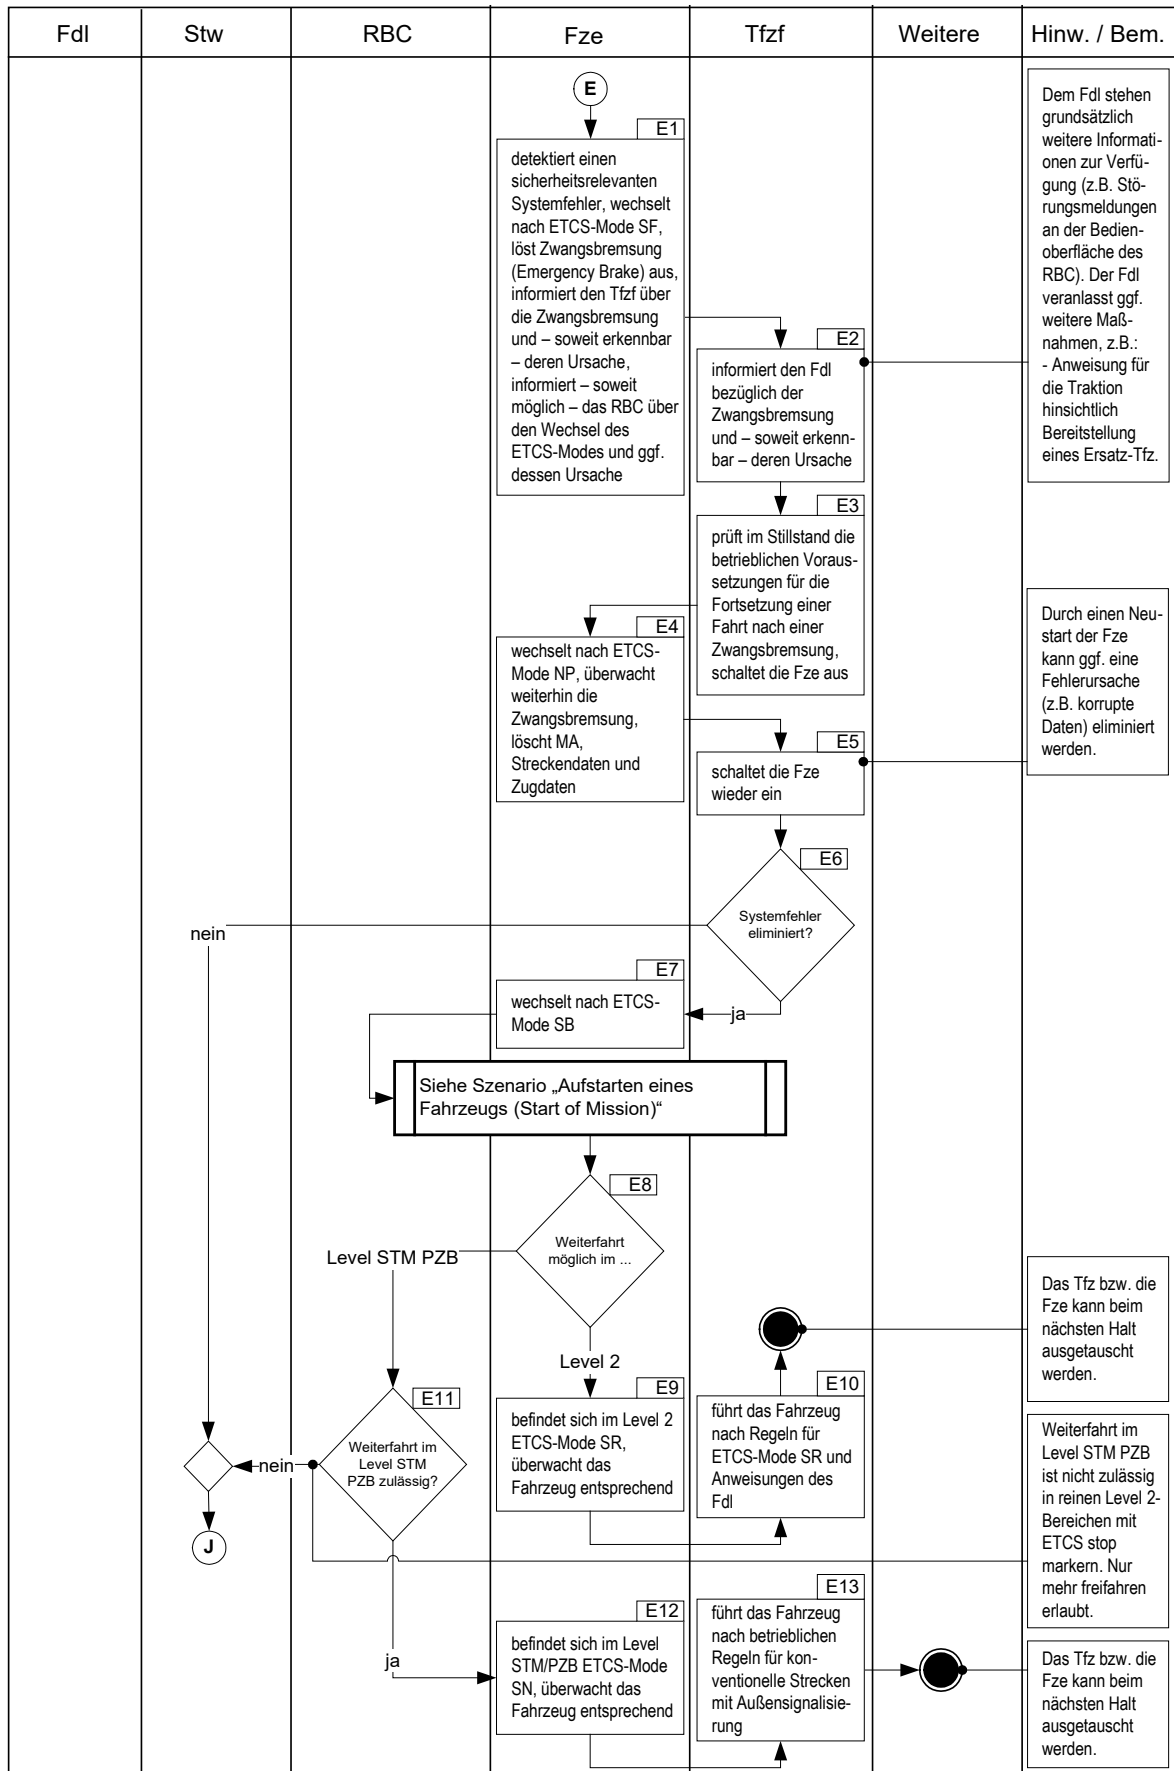 Fdl
Stw
RBC
Fze
Tfzf
Weitere
Hinw. / Bem.
E
E1
detektiert einen
sicherheitsrelevanten
Systemfehler, wechselt
nach ETCS-Mode SF,
löst Zwangsbremsung
(Emergency Brake) aus,
informiert den Tfzf über
die Zwangsbremsung
und – soweit erkennbar
– deren Ursache,
informiert – soweit
möglich – das RBC über
den Wechsel des
ETCS-Modes und ggf.
dessen Ursache
Dem Fdl stehen
grundsätzlich
weitere Informati-
onen zur Verfü-
gung (z.B. Stö-
rungsmeldungen
an der Bedien-
oberfläche des
RBC). Der Fdl
veranlasst ggf.
weitere Maß-
nahmen, z.B.:
- Anweisung für
die Traktion
hinsichtlich
Bereitstellung
eines Ersatz-Tfz.
E2
informiert den Fdl
bezüglich der
Zwangsbremsung
und – soweit erkenn-
bar – deren Ursache
E3
prüft im Stillstand die
betrieblichen Voraus-
setzungen für die
Fortsetzung einer
Fahrt nach einer
Zwangsbremsung,
schaltet die Fze aus
E4
wechselt nach ETCS-
Mode NP, überwacht
weiterhin die
Zwangsbremsung,
löscht MA,
Streckendaten und
Zugdaten
Durch einen Neu-
start der Fze
kann ggf. eine
Fehlerursache
(z.B. korrupte
Daten) eliminiert
werden.
E5
schaltet die Fze
wieder ein
E6
Systemfehler
eliminiert?
nein
ja
E7
wechselt nach ETCS-
Mode SB
Siehe Szenario „Aufstarten eines
Fahrzeugs (Start of Mission)“
E8
Weiterfahrt
möglich im ...
Level STM PZB
Level 2
Das Tfz bzw. die
Fze kann beim
nächsten Halt
ausgetauscht
werden.
E9
befindet sich im Level 2
ETCS-Mode SR,
überwacht das
Fahrzeug entsprechend
E10
führt das Fahrzeug
nach Regeln für
ETCS-Mode SR und
Anweisungen des
Fdl
E11
Weiterfahrt im
Level STM
PZB zulässig?
nein
J
Weiterfahrt im
Level STM PZB
ist nicht zulässig
in reinen Level 2-
Bereichen mit
ETCS stop
markern. Nur
mehr freifahren
erlaubt.
ja
E12
befindet sich im Level
STM/PZB ETCS-Mode
SN, überwacht das
Fahrzeug entsprechend
E13
führt das Fahrzeug
nach betrieblichen
Regeln für kon-
ventionelle Strecken
mit Außensignalisie-
rung
Das Tfz bzw. die
Fze kann beim
nächsten Halt
ausgetauscht
werden.